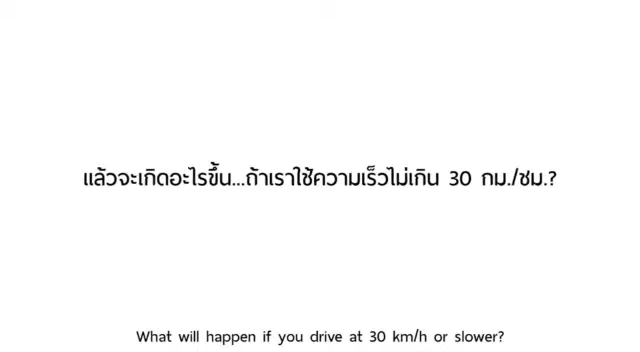 แล้วจะเกิดอะไรขึ้น...ถ้าเราใช้ความเร็วไม่เกิน 30 กม./ชม.?
What will happen if you drive at 30 km/h or slower?